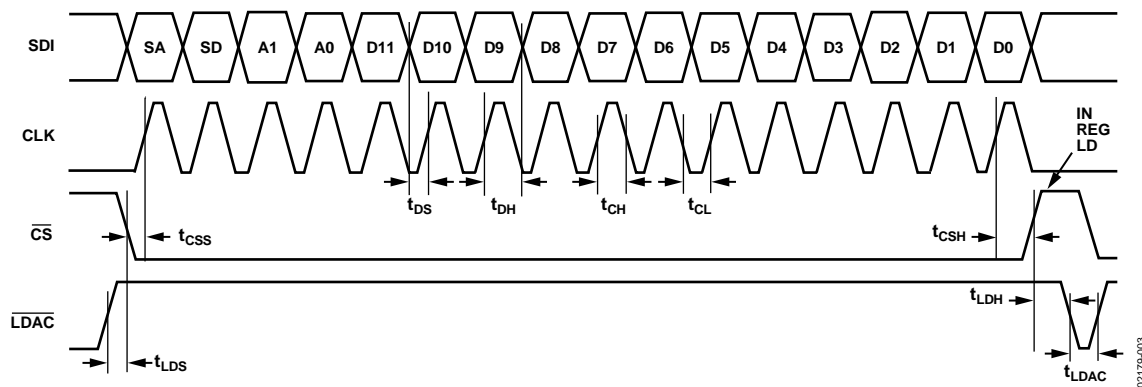 SDI SA SD A1 A0 D11 D10 D9 D8 D7 D6 D5 D4 D3 D2 D1 D0
CLK
IN
REG
LD
tDS tDH tCH tCL
CS
tCSS tCSH
LDAC
tLDH
tLDS
tLDAC
02179-003